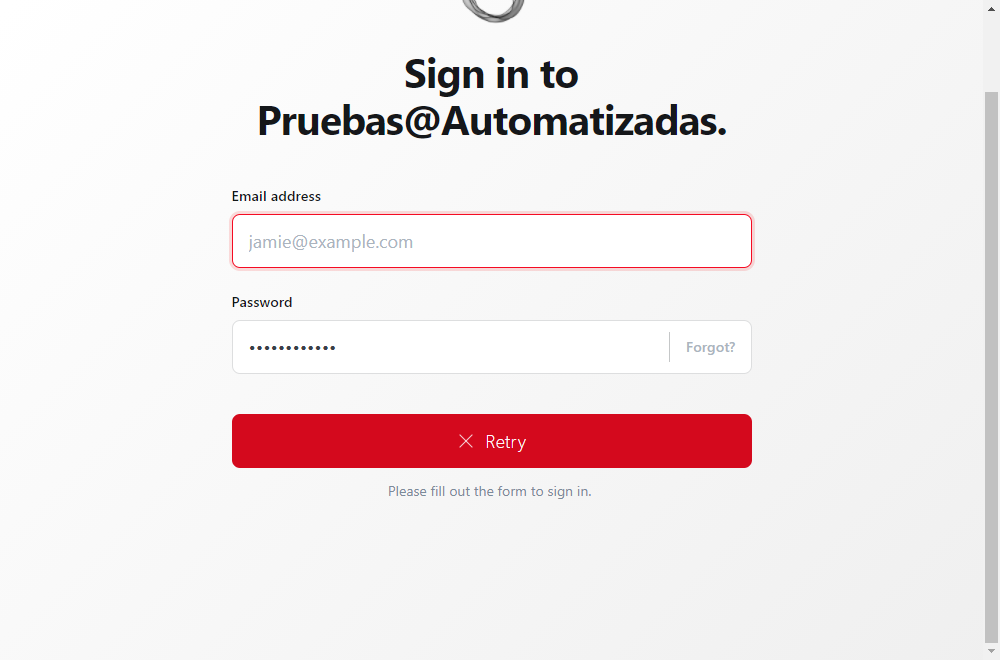 Sign in to
Pruebas@Automatizadas.
Email address
jamie@example.com
Password
••••••••••••
Forgot?
Retry
Please fill out the form to sign in.